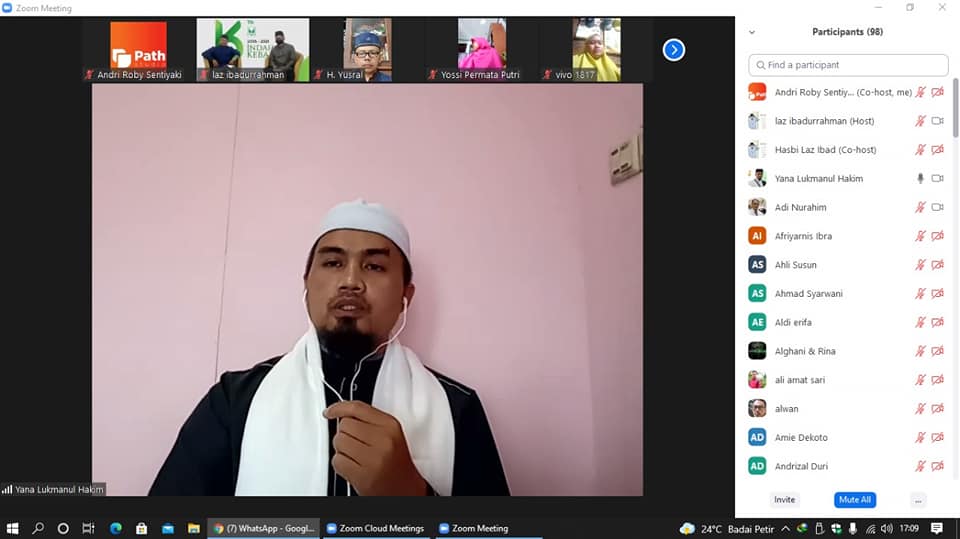 Zoom Meeting
Path
Andri Roby Sentiyaki
INDAH
KEBA
laz ibadurrahman
H. Yusral
Yossi Permata Putri
vivo 1817
Yana Lukmanul Hakim
Participants (98)
Find a participant
Path
Andri Roby Sentiy... (Co-host, me)
laz ibadurrahman (Host)
Hasbi Laz Ibad (Co-host)
Yana Lukmanul Hakim
Adi Nurahim
AI Afriyarnis Ibra
AS Ahli Susun
AS Ahmad Syarwani
AE Aldi erifa
Alghani & Rina
ali amat sari
alwan
AD Amie Dekoto
AD Andrizal Duri
Invite
Mute All
...
(7) WhatsApp - Googl...
Zoom Cloud Meetings
Zoom Meeting
24°C Badai Petir
17:09